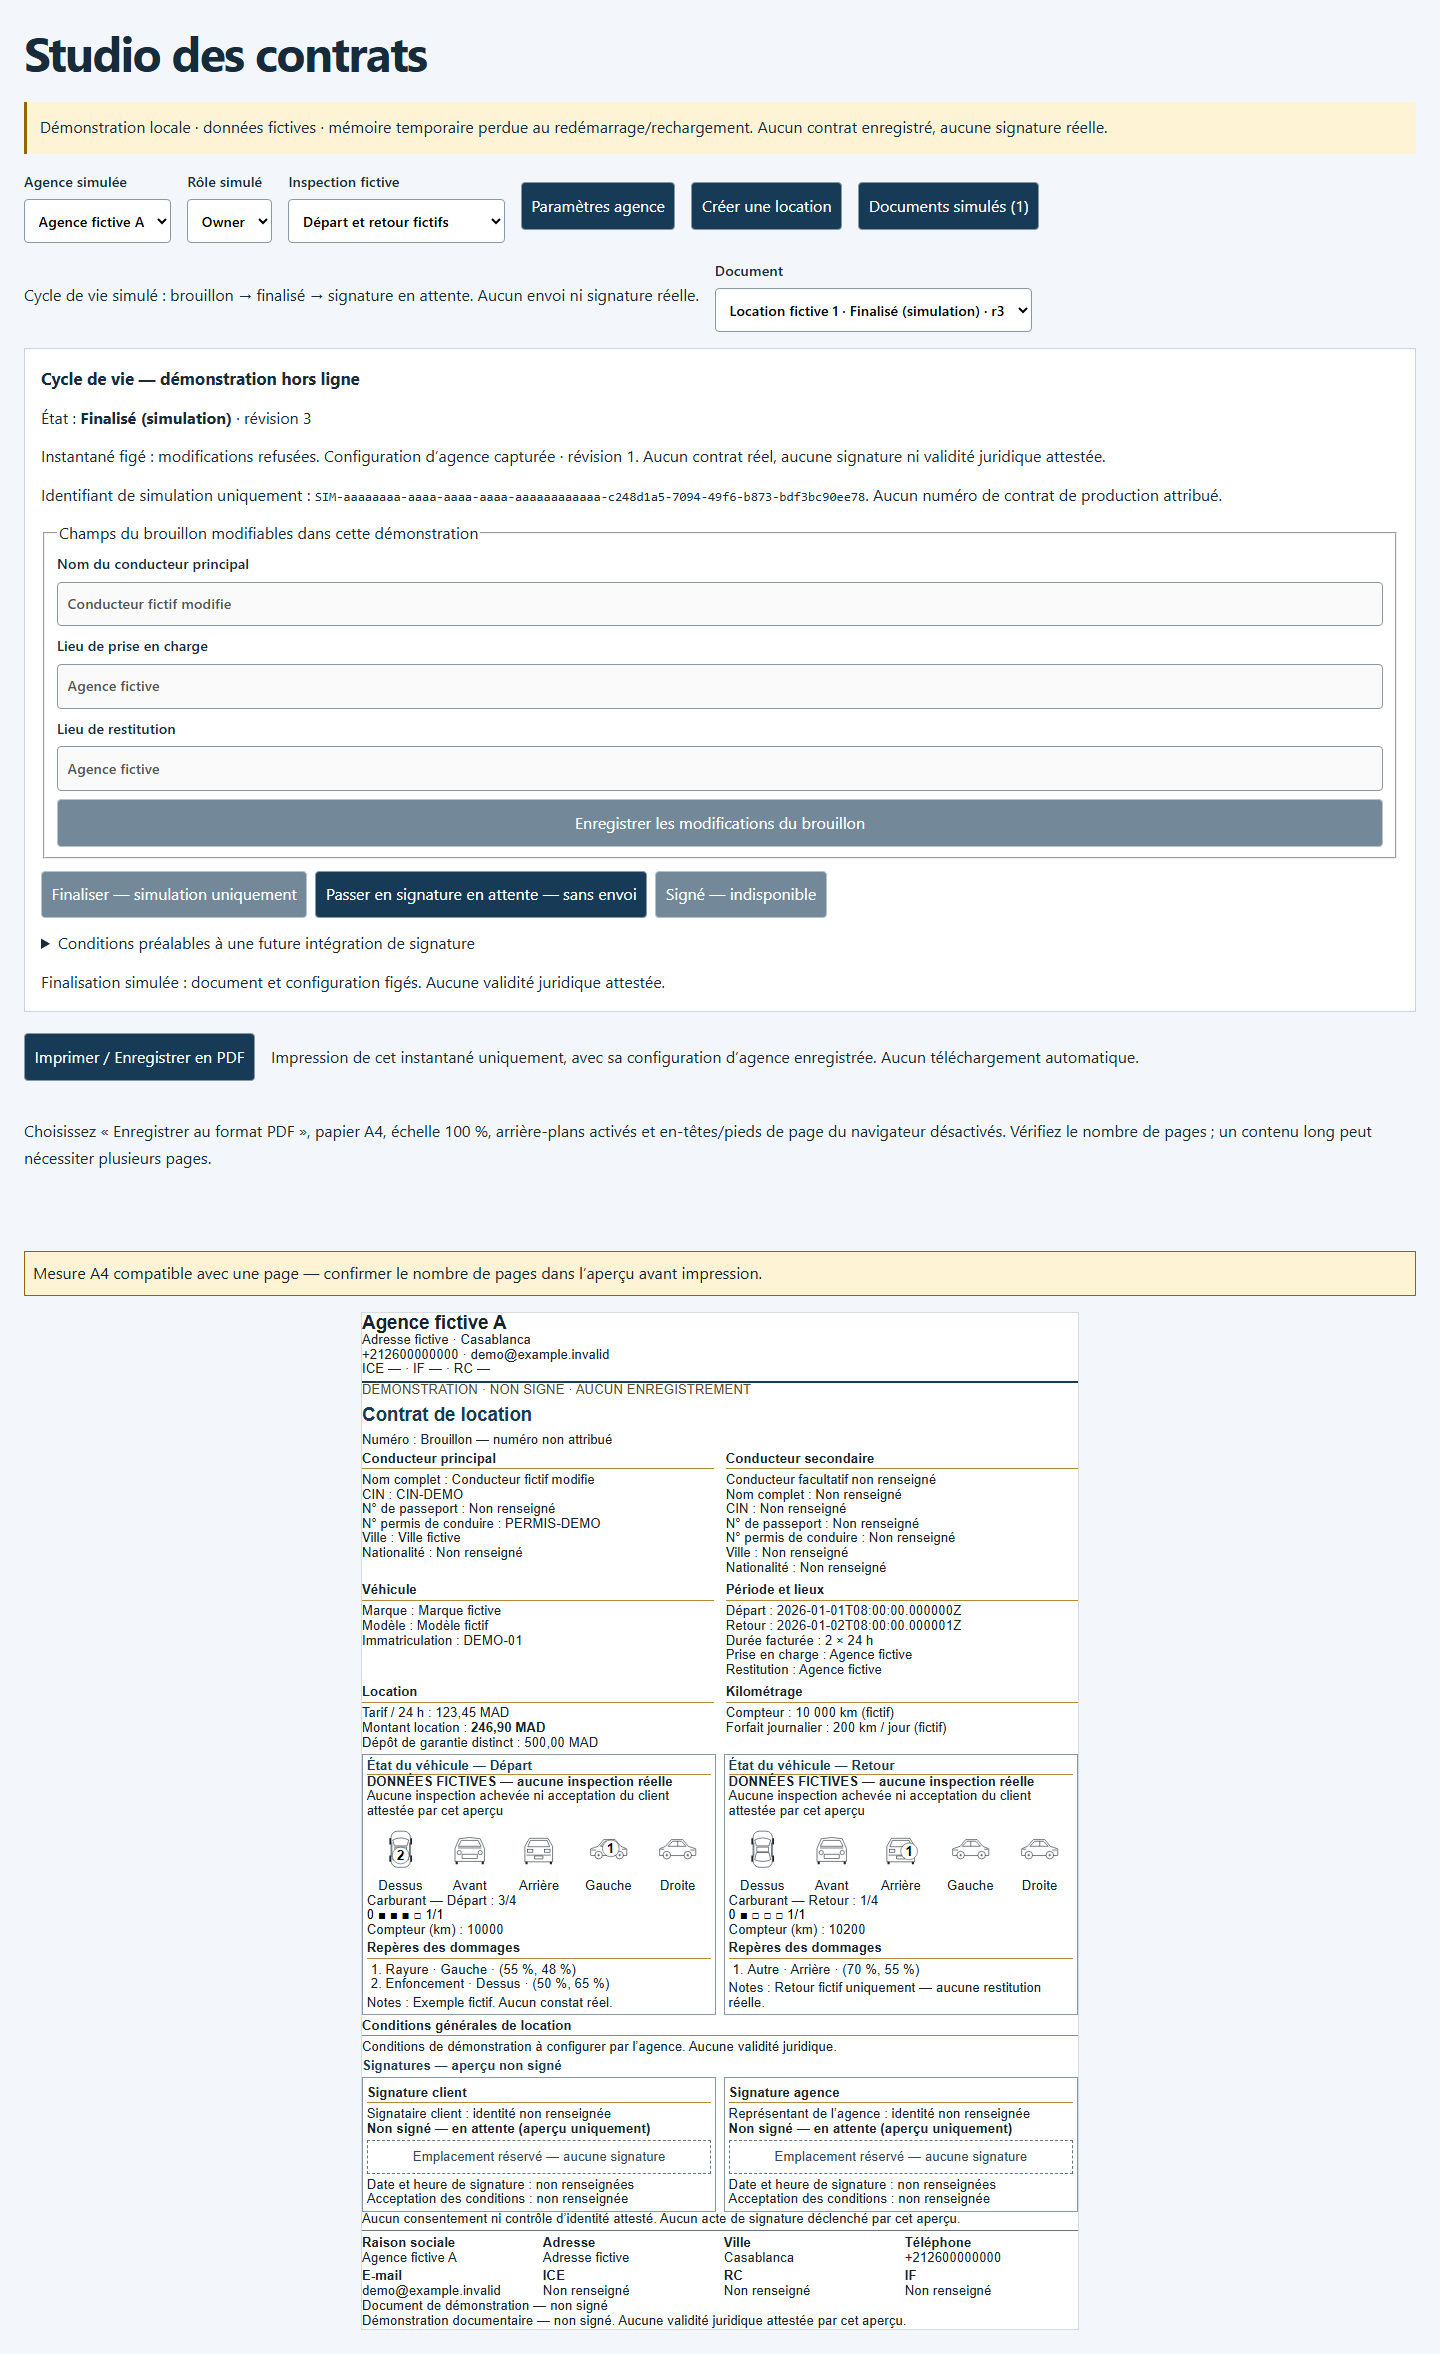 Studio des contrats
Démonstration locale · données fictives · mémoire temporaire perdue au redémarrage/rechargement. Aucun contrat enregistré, aucune signature réelle.
Agence simulée
Rôle simulé
Inspection fictive
Agence fictive A
Owner
Départ et retour fictifs
Paramètres agence
Créer une location
Documents simulés (1)
Document
Cycle de vie simulé : brouillon → finalisé → signature en attente. Aucun envoi ni signature réelle.
Location fictive 1 · Finalisé (simulation) · r3
Cycle de vie — démonstration hors ligne
État : Finalisé (simulation) · révision 3
Instantané figé : modifications refusées. Configuration d’agence capturée · révision 1. Aucun contrat réel, aucune signature ni validité juridique attestée.
Identifiant de simulation uniquement : SIM-aaaaaaaa-aaaa-aaaa-aaaa-aaaaaaaaaaaa-c248d1a5-7094-49f6-b873-bdf3bc90ee78. Aucun numéro de contrat de production attribué.
Champs du brouillon modifiables dans cette démonstration
Nom du conducteur principal
Conducteur fictif modifie
Lieu de prise en charge
Agence fictive
Lieu de restitution
Agence fictive
Enregistrer les modifications du brouillon
Finaliser — simulation uniquement
Passer en signature en attente — sans envoi
Signé — indisponible
▶ Conditions préalables à une future intégration de signature
Finalisation simulée : document et configuration figés. Aucune validité juridique attestée.
Imprimer / Enregistrer en PDF
Impression de cet instantané uniquement, avec sa configuration d’agence enregistrée. Aucun téléchargement automatique.
Choisissez « Enregistrer au format PDF », papier A4, échelle 100 %, arrière-plans activés et en-têtes/pieds de page du navigateur désactivés. Vérifiez le nombre de pages ; un contenu long peut
nécessiter plusieurs pages.
Mesure A4 compatible avec une page — confirmer le nombre de pages dans l’aperçu avant impression.
Agence fictive A
Adresse fictive · Casablanca
+212600000000 · demo@example.invalid
ICE — · IF — · RC —
DEMONSTRATION · NON SIGNE · AUCUN ENREGISTREMENT
Contrat de location
Numéro : Brouillon — numéro non attribué
Conducteur principal
Nom complet : Conducteur fictif modifie
CIN : CIN-DEMO
N° de passeport : Non renseigné
N° permis de conduire : PERMIS-DEMO
Ville : Ville fictive
Nationalité : Non renseigné
Conducteur secondaire
Conducteur facultatif non renseigné
Nom complet : Non renseigné
CIN : Non renseigné
N° de passeport : Non renseigné
N° permis de conduire : Non renseigné
Ville : Non renseigné
Nationalité : Non renseigné
Véhicule
Marque : Marque fictive
Modèle : Modèle fictif
Immatriculation : DEMO-01
Période et lieux
Départ : 2026-01-01T08:00:00.000000Z
Retour : 2026-01-02T08:00:00.000001Z
Durée facturée : 2 × 24 h
Prise en charge : Agence fictive
Restitution : Agence fictive
Location
Tarif / 24 h : 123,45 MAD
Montant location : 246,90 MAD
Dépôt de garantie distinct : 500,00 MAD
Kilométrage
Compteur : 10 000 km (fictif)
Forfait journalier : 200 km / jour (fictif)
État du véhicule — Départ
DONNÉES FICTIVES — aucune inspection réelle
Aucune inspection achevée ni acceptation du client
attestée par cet aperçu
2
1
Dessus Avant Arrière Gauche Droite
Carburant — Départ : 3/4
0 ■ ■ ■ □ 1/1
Compteur (km) : 10000
Repères des dommages
1. Rayure · Gauche · (55 %, 48 %)
2. Enfoncement · Dessus · (50 %, 65 %)
Notes : Exemple fictif. Aucun constat réel.
État du véhicule — Retour
DONNÉES FICTIVES — aucune inspection réelle
Aucune inspection achevée ni acceptation du client
attestée par cet aperçu
1
Dessus Avant Arrière Gauche Droite
Carburant — Retour : 1/4
0 ■ □ □ □ 1/1
Compteur (km) : 10200
Repères des dommages
1. Autre · Arrière · (70 %, 55 %)
Notes : Retour fictif uniquement — aucune restitution
réelle.
Conditions générales de location
Conditions de démonstration à configurer par l’agence. Aucune validité juridique.
Signatures — aperçu non signé
Signature client
Signataire client : identité non renseignée
Non signé — en attente (aperçu uniquement)
Emplacement réservé — aucune signature
Date et heure de signature : non renseignées
Acceptation des conditions : non renseignée
Signature agence
Représentant de l’agence : identité non renseignée
Non signé — en attente (aperçu uniquement)
Emplacement réservé — aucune signature
Date et heure de signature : non renseignées
Acceptation des conditions : non renseignée
Aucun consentement ni contrôle d’identité attesté. Aucun acte de signature déclenché par cet aperçu.
Raison sociale Adresse Ville Téléphone
Agence fictive A Adresse fictive Casablanca +212600000000
E-mail ICE RC IF
demo@example.invalid Non renseigné Non renseigné Non renseigné
Document de démonstration — non signé
Démonstration documentaire — non signé. Aucune validité juridique attestée par cet aperçu.